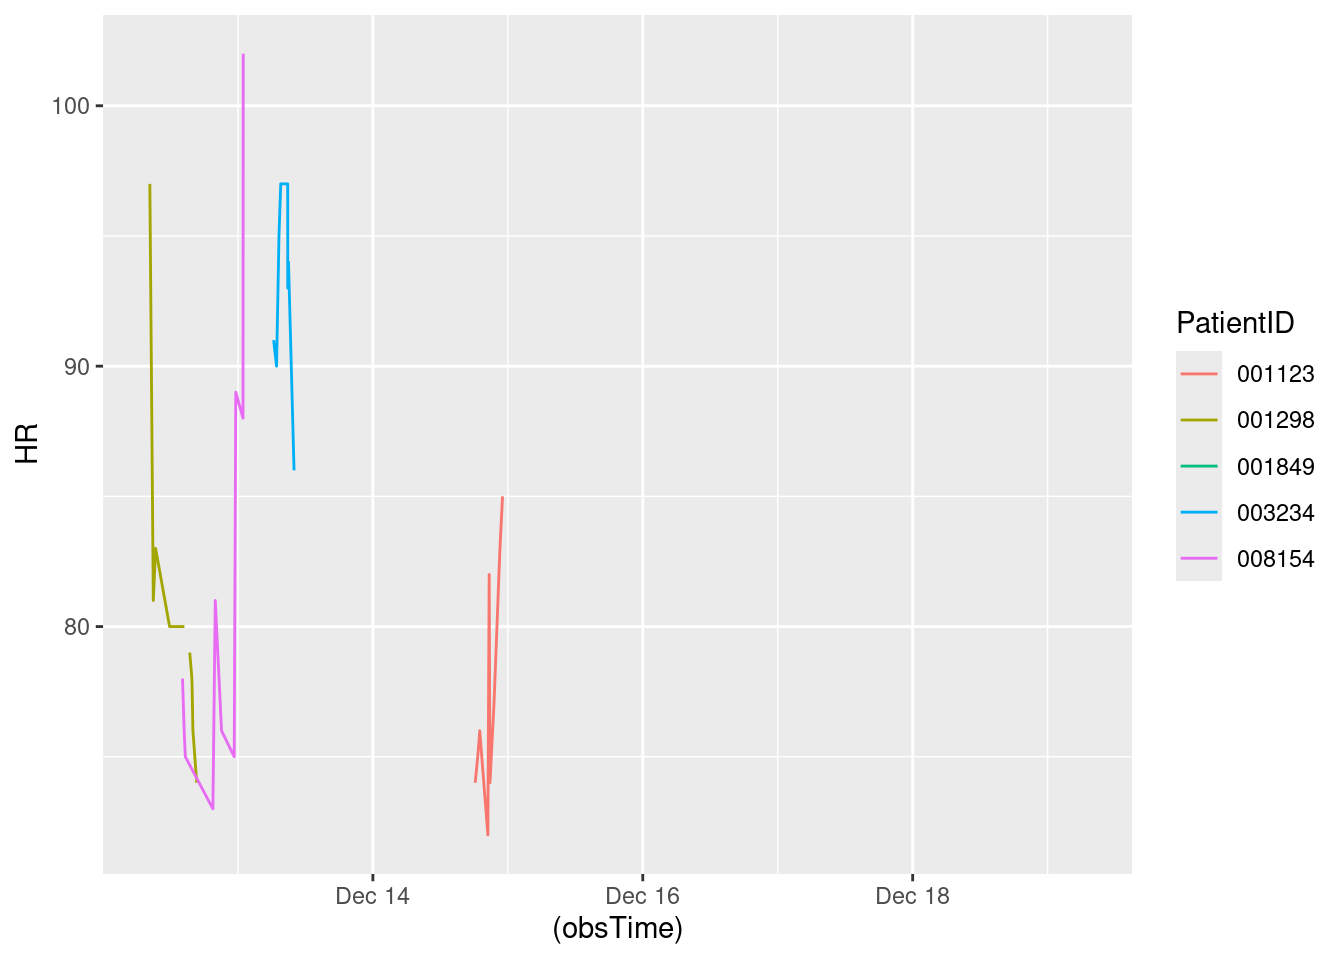 100
90
80
HR
Dec 14
Dec 16
Dec 18
(obsTime)
PatientID
001123
001298
001849
003234
008154